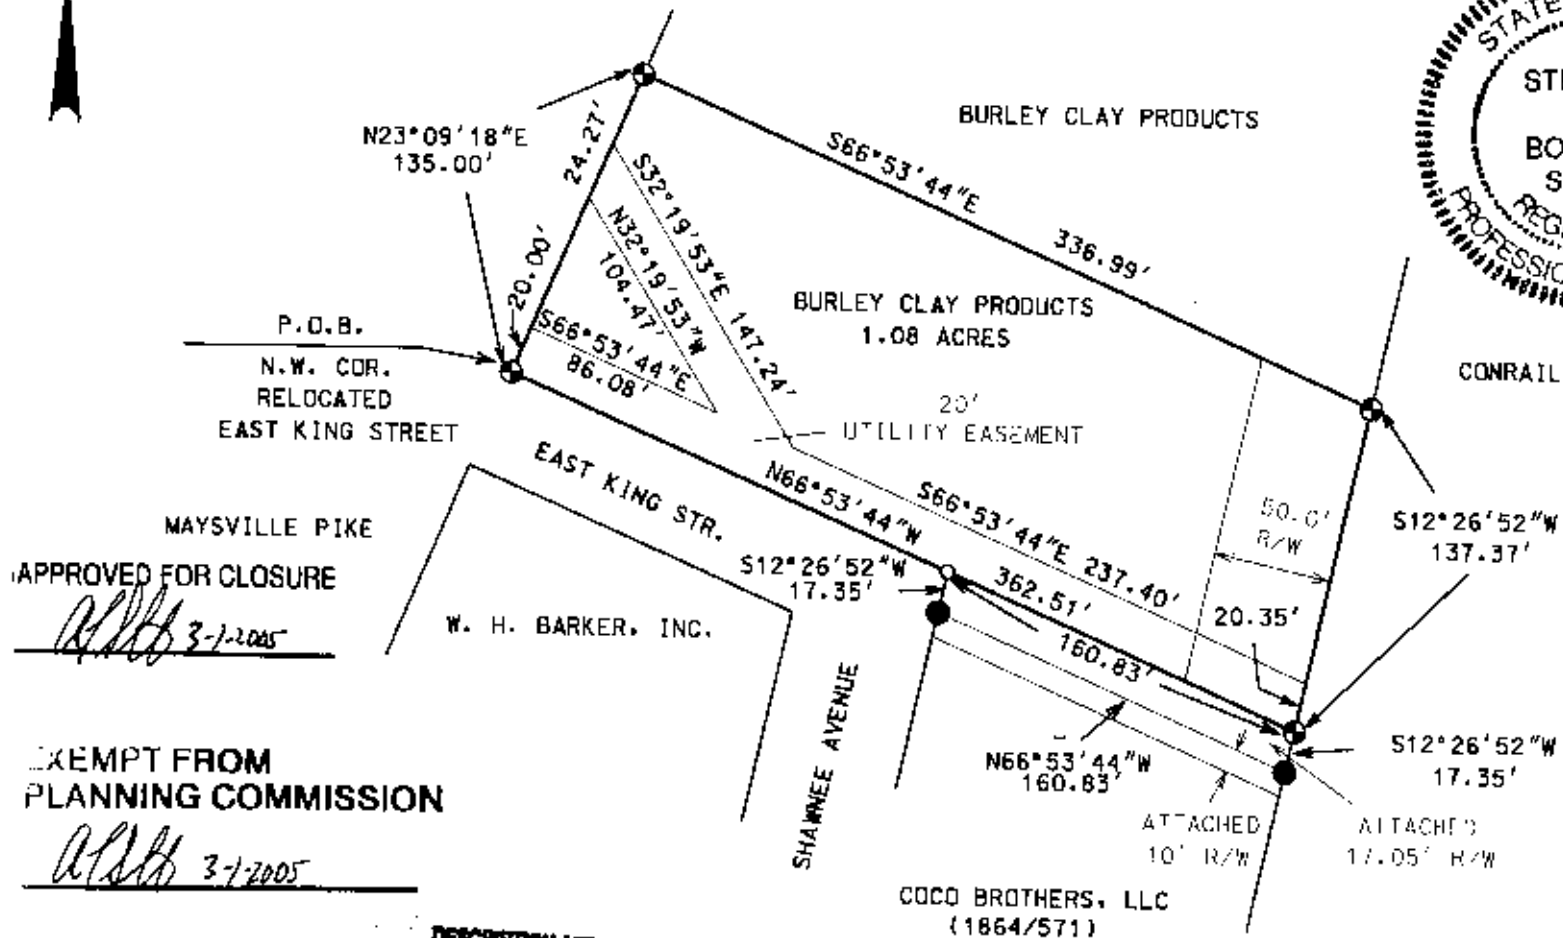 STATE
STE
BO
S
REG
PROFESSIO
BURLEY CLAY PRODUCTS
N23°09'18"E
135.00'
24.27'
S66°53'44"E
336.99'
S32°19'53"E 147.24'
N32°19'53"W
104.47'
20.00'
S66°53'44"E
86.08'
BURLEY CLAY PRODUCTS
1.08 ACRES
P.O.B.
N.W. COR.
RELOCATED
EAST KING STREET
CONRAIL
20'
UTILITY EASEMENT
EAST KING STR.
N66°53'44"W
362.51'
S66°53'44"E 237.40'
50.0'
R/W
S12°26'52"W
137.37'
MAYSVILLE PIKE
APPROVED FOR CLOSURE
3-1-2005
S12°26'52"W
17.35'
20.35'
160.83'
W. H. BARKER, INC.
SHAWNEE AVENUE
N66°53'44"W
160.83'
S12°26'52"W
17.35'
EXEMPT FROM
PLANNING COMMISSION
3-1-2005
ATTACHED
10' R/W
ATTACHED
17.05' R/W
COCO BROTHERS, LLC
(1864/571)